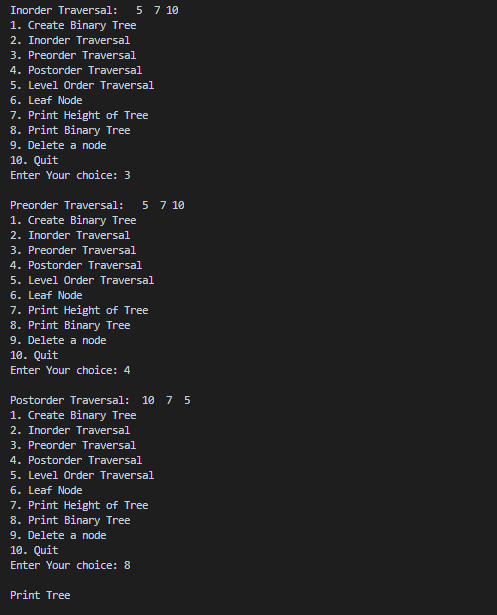 Inorder Traversal:   5  7 10
1. Create Binary Tree
2. Inorder Traversal
3. Preorder Traversal
4. Postorder Traversal
5. Level Order Traversal
6. Leaf Node
7. Print Height of Tree
8. Print Binary Tree
9. Delete a node
10. Quit
Enter Your choice: 3

Preorder Traversal:   5  7 10
1. Create Binary Tree
2. Inorder Traversal
3. Preorder Traversal
4. Postorder Traversal
5. Level Order Traversal
6. Leaf Node
7. Print Height of Tree
8. Print Binary Tree
9. Delete a node
10. Quit
Enter Your choice: 4

Postorder Traversal:  10  7  5
1. Create Binary Tree
2. Inorder Traversal
3. Preorder Traversal
4. Postorder Traversal
5. Level Order Traversal
6. Leaf Node
7. Print Height of Tree
8. Print Binary Tree
9. Delete a node
10. Quit
Enter Your choice: 8

Print Tree